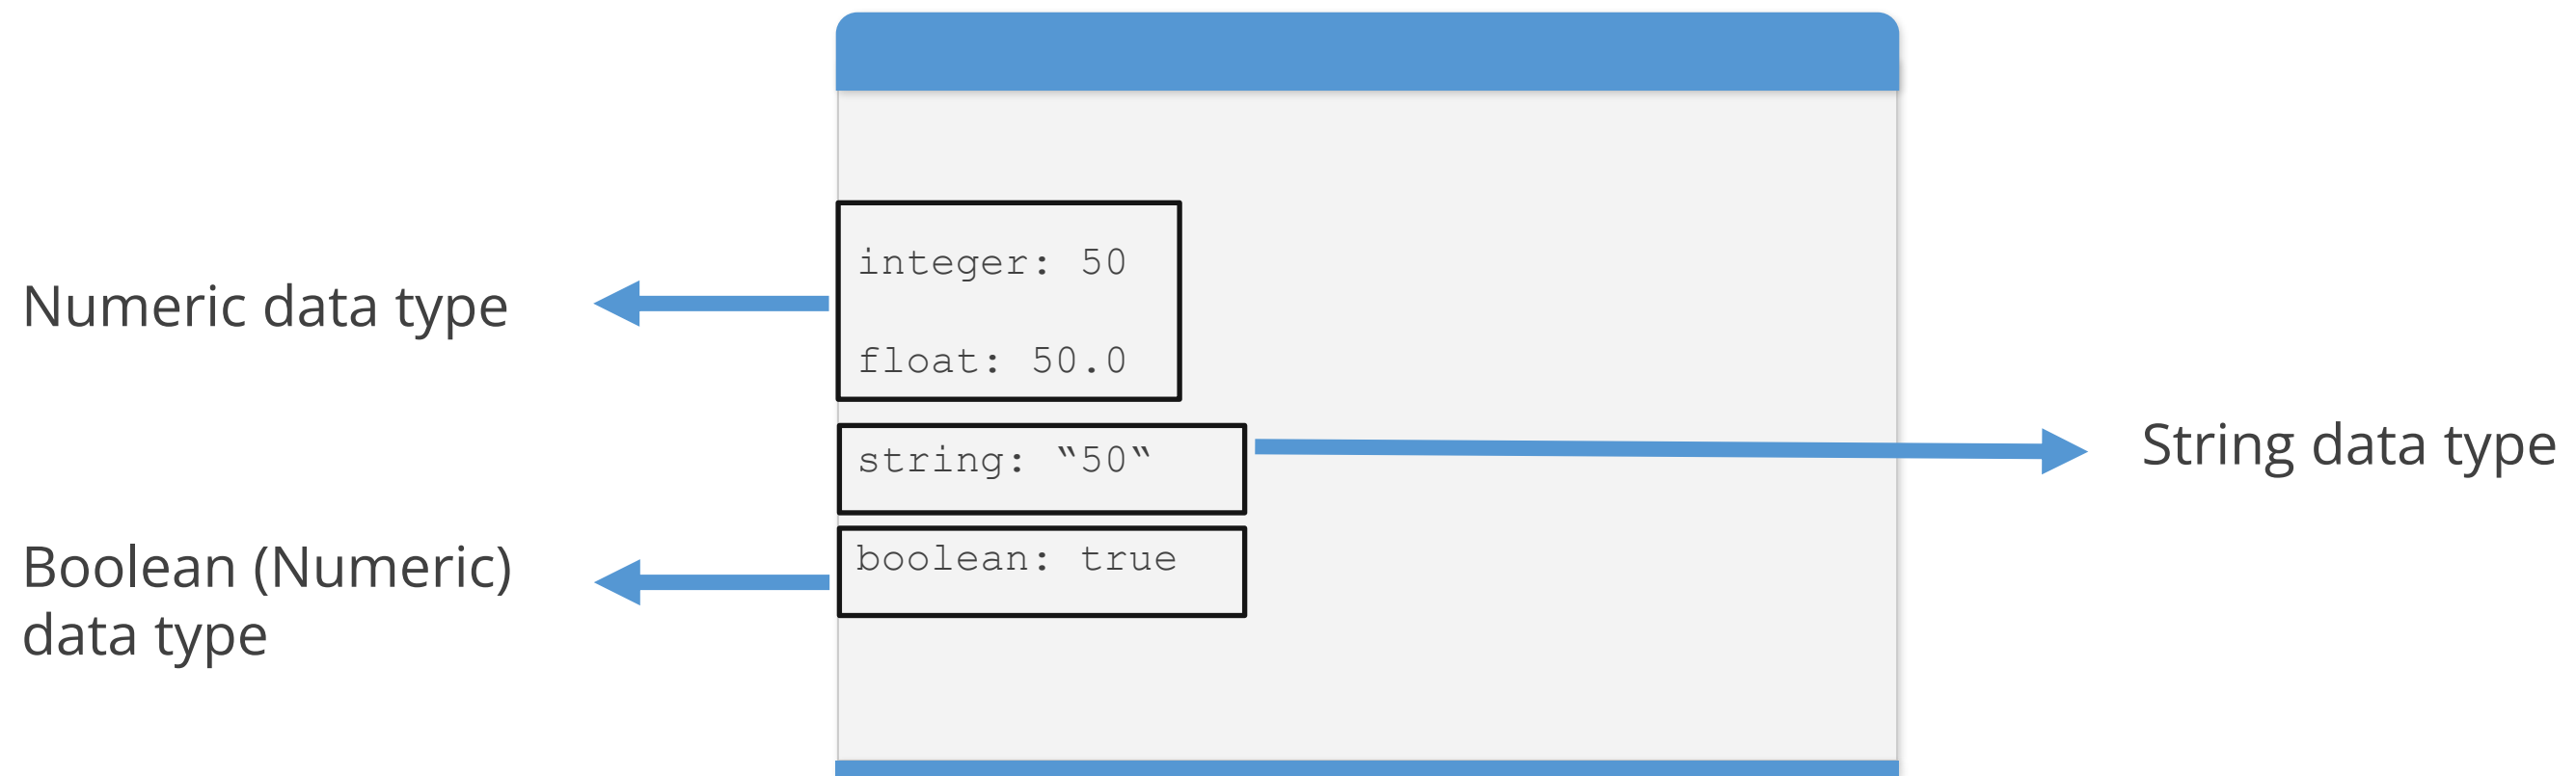 Numeric data type
integer: 50
float: 50.0
string: “50“
String data type
boolean: true
Boolean (Numeric)
data type